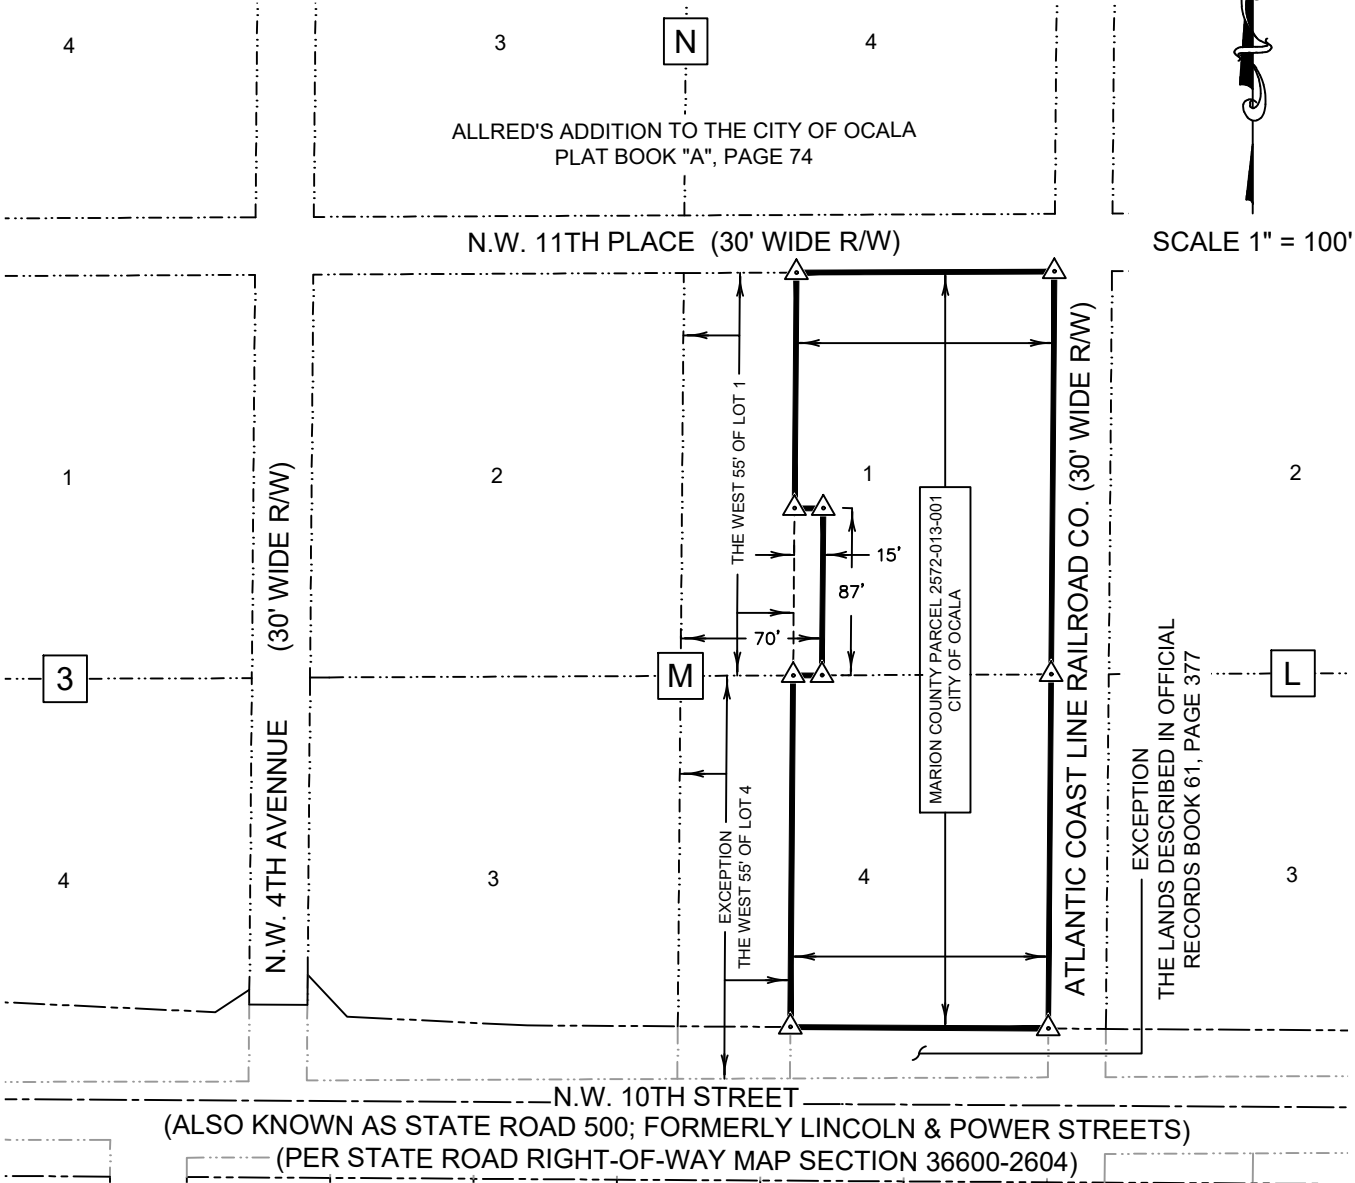 4
3
N
4
ALLRED'S ADDITION TO THE CITY OF OCALA
PLAT BOOK "A", PAGE 74
N.W. 11TH PLACE (30' WIDE R/W)
SCALE 1" = 100'
1
N.W. 4TH AVENNUE (30' WIDE R/W)
2
THE WEST 55' OF LOT 1
1
15'
87'
70'
MARION COUNTY PARCEL 2572-013-001
CITY OF OCALA
ATLANTIC COAST LINE RAILROAD CO. (30' WIDE R/W)
2
3
M
L
4
3
EXCEPTION
THE WEST 55' OF LOT 4
4
EXCEPTION
THE LANDS DESCRIBED IN OFFICIAL
RECORDS BOOK 61, PAGE 377
3
N.W. 10TH STREET
(ALSO KNOWN AS STATE ROAD 500; FORMERLY LINCOLN & POWER STREETS)
(PER STATE ROAD RIGHT-OF-WAY MAP SECTION 36600-2604)